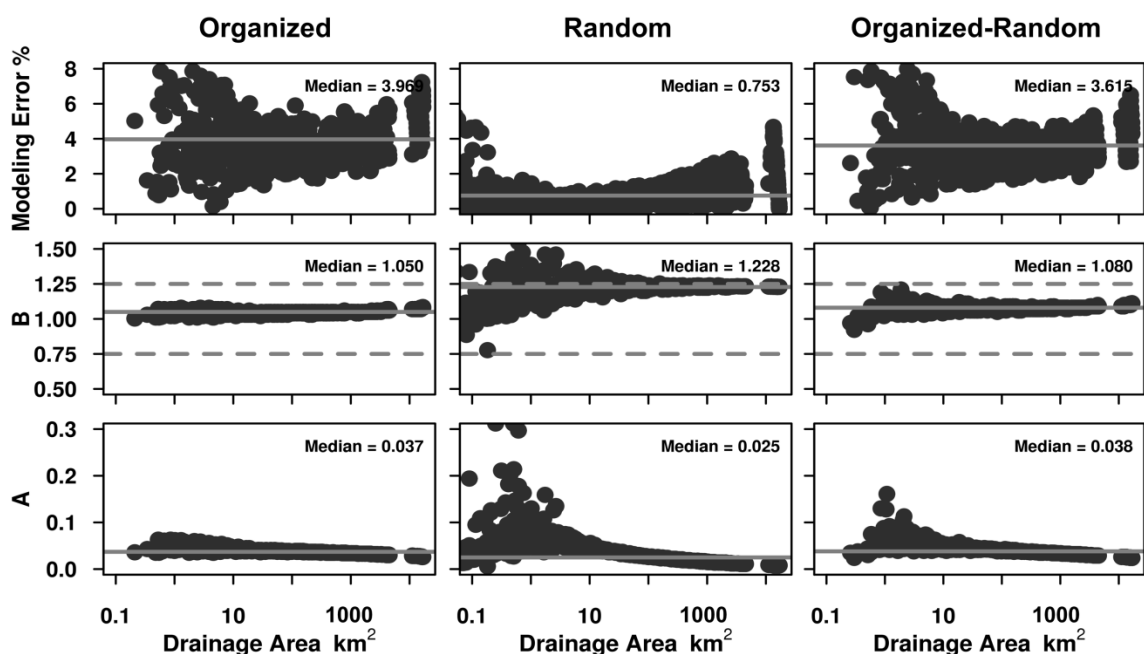 Organized Random Organized-Random
Modeling Error %
8
6
4
2
0
Median = 3.969
Median = 0.753
Median = 3.615
B
1.50
1.25
1.00
0.75
0.50
Median = 1.050
Median = 1.228
Median = 1.080
A
0.3
0.2
0.1
0.0
Median = 0.037
Median = 0.025
Median = 0.038
0.1 10 1000 0.1 10 1000 0.1 10 1000
Drainage Area km² Drainage Area km² Drainage Area km²